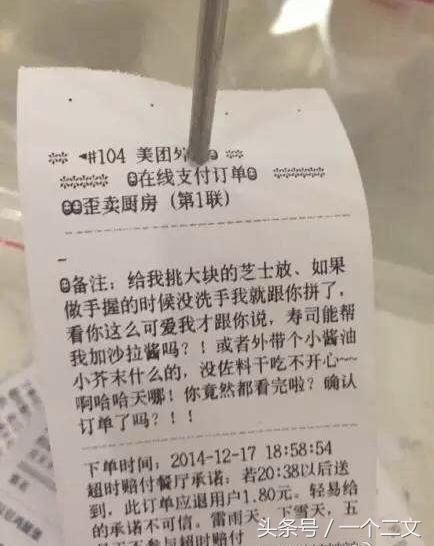 #104 美团外
在线支付订单
歪卖厨房 (第1联)
备注: 给我挑大块的芝士放、如果
做手握的时候没洗手我就跟你拼了,
看你这么可爱我才跟你说, 寿司能帮
我加沙拉酱吗?! 或者外带个小酱油
小芥末什么的, 没佐料干吃不开心~~
啊哈哈天哪! 你竟然都看完啦? 确认
订单了吗?!!
下单时间: 2014-12-17 18:58:54
超时赔付餐厅承诺: 若20:38以后送
到, 此订单应退用户1.80元。轻易给
的承诺不可信。雷雨天、下雪天, 五
不参与超时赔付
头条号 / 一个二文